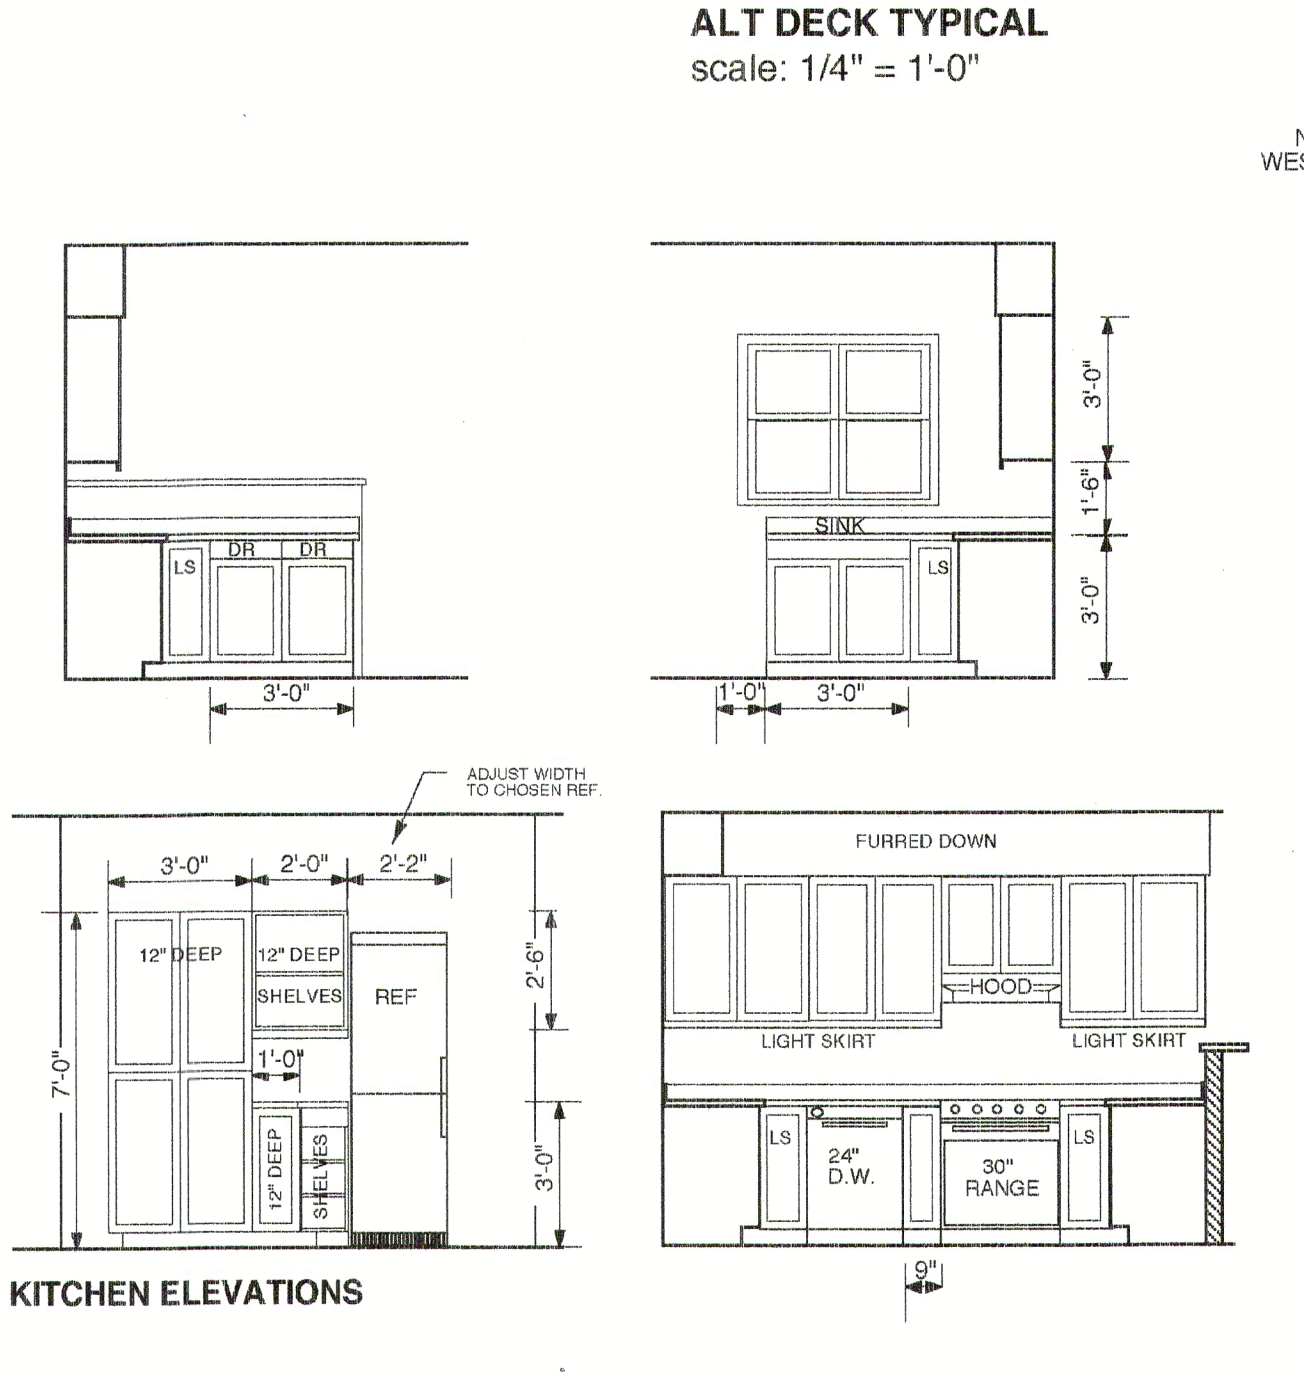 ALT DECK TYPICAL
scale: 1/4" = 1'-0"
3'-0"
1'-6"
3'-0"
DR DR
LS
3'-0"
SINK
LS
1'-0"
3'-0"
ADJUST WIDTH
TO CHOSEN REF.
3'-0"
2'-0"
2'-2"
12" DEEP
12" DEEP
SHELVES
REF
2'-6"
7'-0"
1'-0"
12" DEEP
SHELVES
3'-0"
FURRED DOWN
HOOD
LIGHT SKIRT
LIGHT SKIRT
LS
24"
D.W.
30"
RANGE
LS
9"
KITCHEN ELEVATIONS